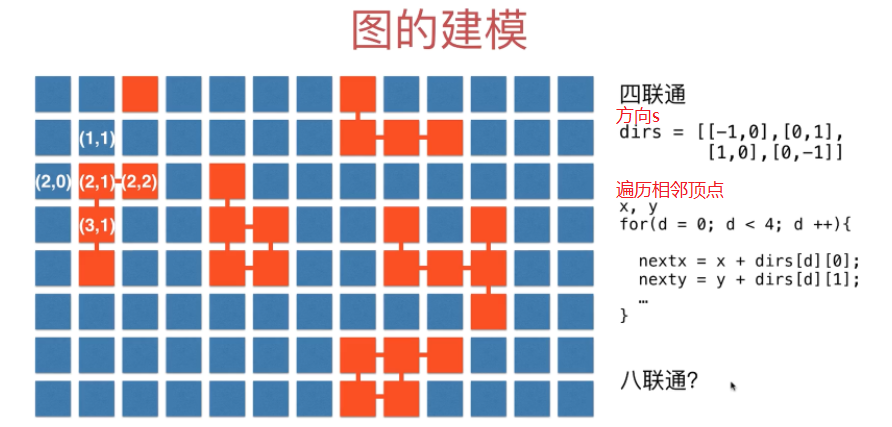 图的建模
(1,1)
(2,0) (2,1) (2,2)
(3,1)
四联通
方向s
dirs = [[-1,0],[0,1],
[1,0],[0,-1]]
遍历相邻顶点
x, y
for(d = 0; d < 4; d ++){
nextx = x + dirs[d][0];
nexty = y + dirs[d][1];
…
}
八联通?